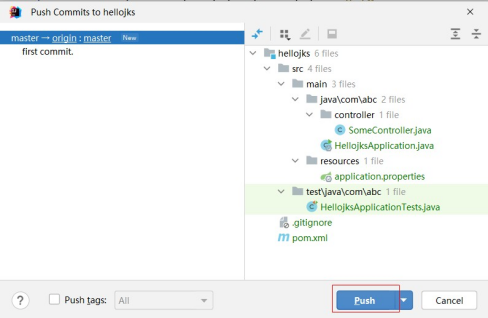 Push Commits to hellojks
master → origin : master New
first commit.
hellojks 6 files
src 4 files
main 3 files
java\com\abc 2 files
controller 1 file
SomeController.java
HellojksApplication.java
resources 1 file
application.properties
test\java\com\abc 1 file
HellojksApplicationTests.java
.gitignore
pom.xml
? Push tags: All Push Cancel